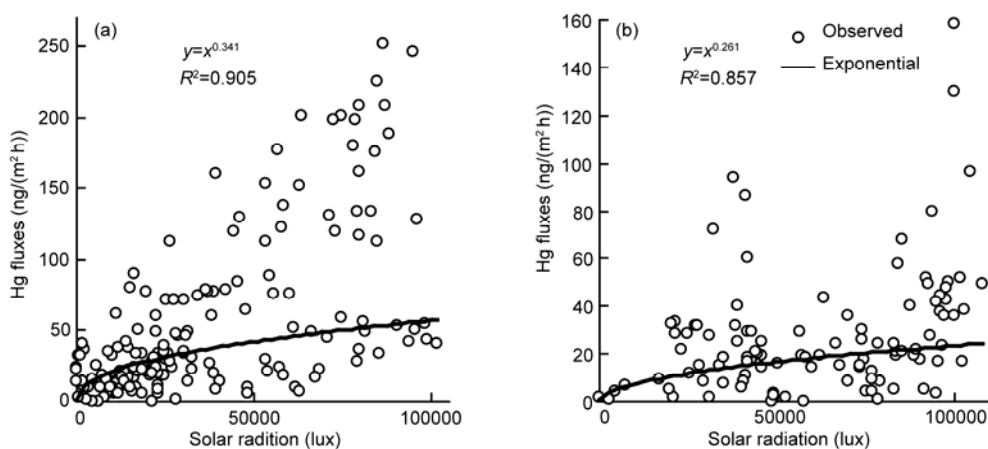 (a)
y=x^0.341
R²=0.905
Hg fluxes (ng/(m² h))
250
200
150
100
50
0
0 50000 100000
Solar radition (lux)
(b)
y=x^0.261
R²=0.857
Observed
Exponential
Hg fluxes (ng/(m² h))
160
140
120
100
80
60
40
20
0
0 50000 100000
Solar radiation (lux)